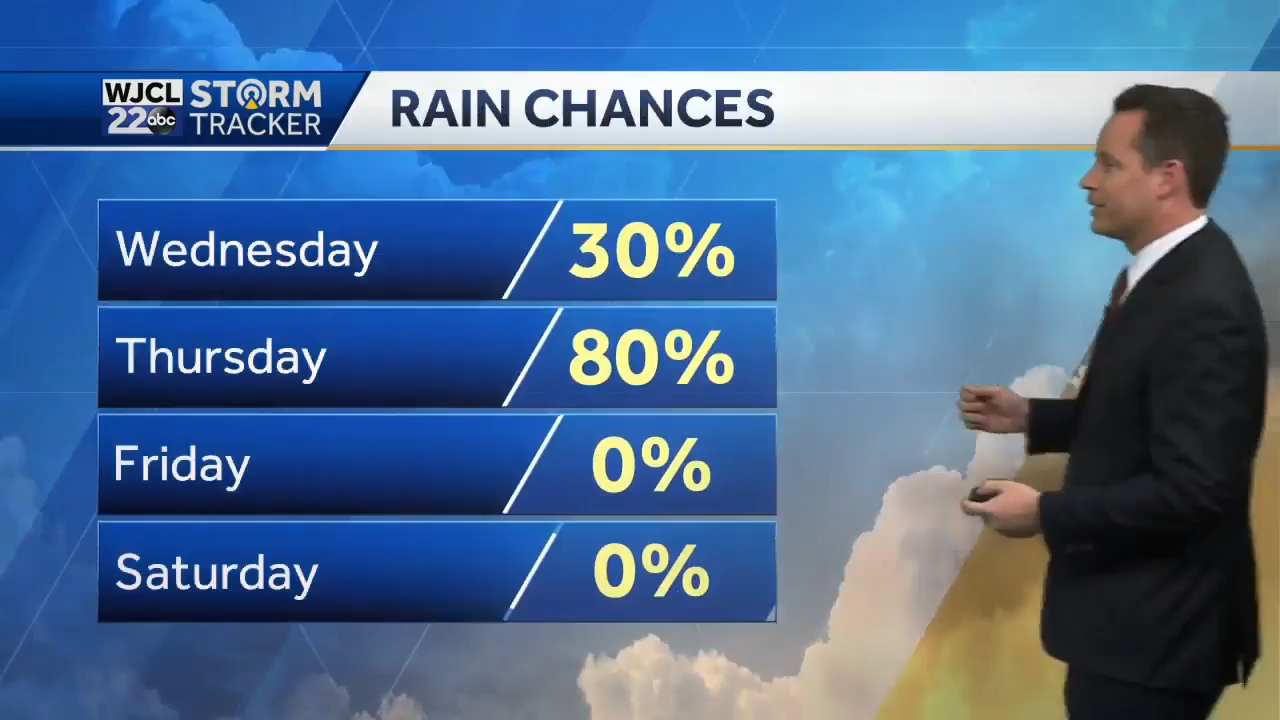 WJCL
22 abc
STORM
TRACKER
RAIN CHANCES
Wednesday 30%
Thursday 80%
Friday 0%
Saturday 0%